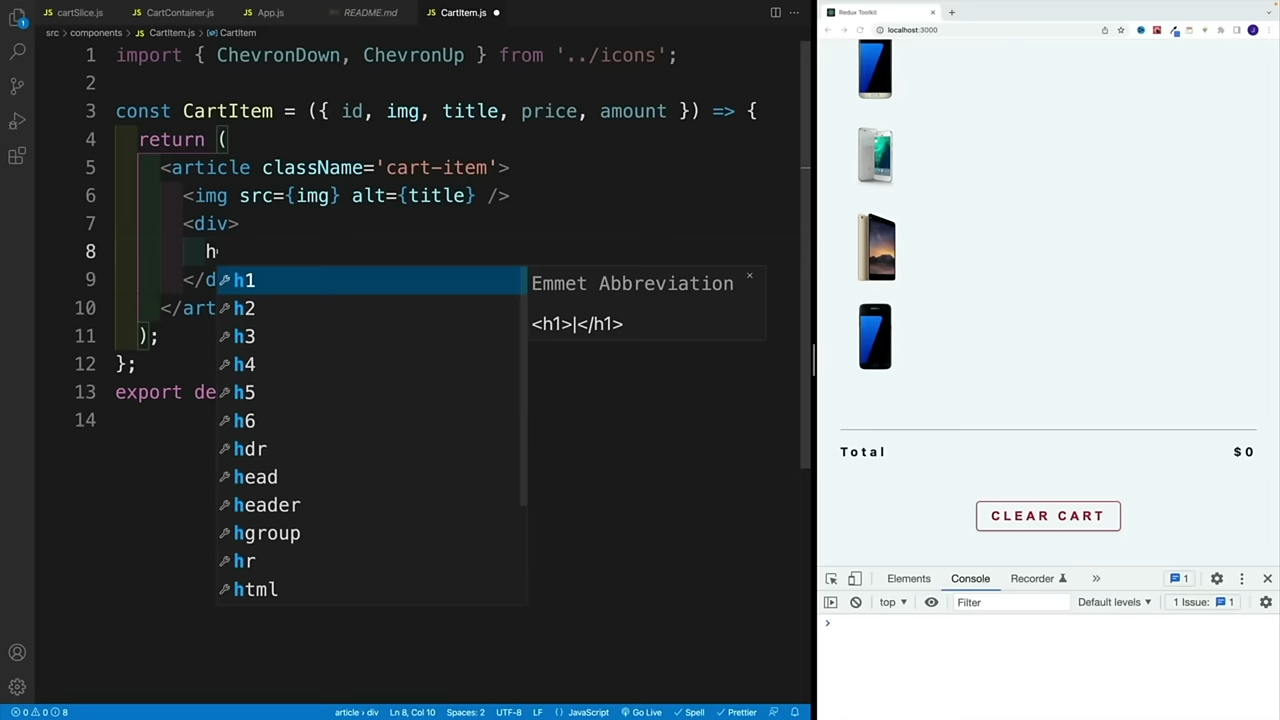 cartSlice.js CartContainer.js App.js README.md CartItem.js
src > components > CartItem.js > CartItem
1 import { ChevronDown, ChevronUp } from '../icons';
2
3 const CartItem = ({ id, img, title, price, amount }) => {
4 return (
5 <article className='cart-item'>
6 <img src={img} alt={title} />
7 <div>
8 h
9 </d
10 </art
11 );
12 };
13 export de
14
h1
h2
h3
h4
h5
h6
hdr
head
header
hgroup
hr
html
Emmet Abbreviation ×
<h1>|</h1>
0 0 8 article > div Ln 8, Col 10 Spaces: 2 UTF-8 LF {} JavaScript Go Live Spell Prettier
Redux Toolkit
localhost:3000
J
Total $0
CLEAR CART
Elements Console Recorder 1
top Filter Default levels 1 Issue: 1